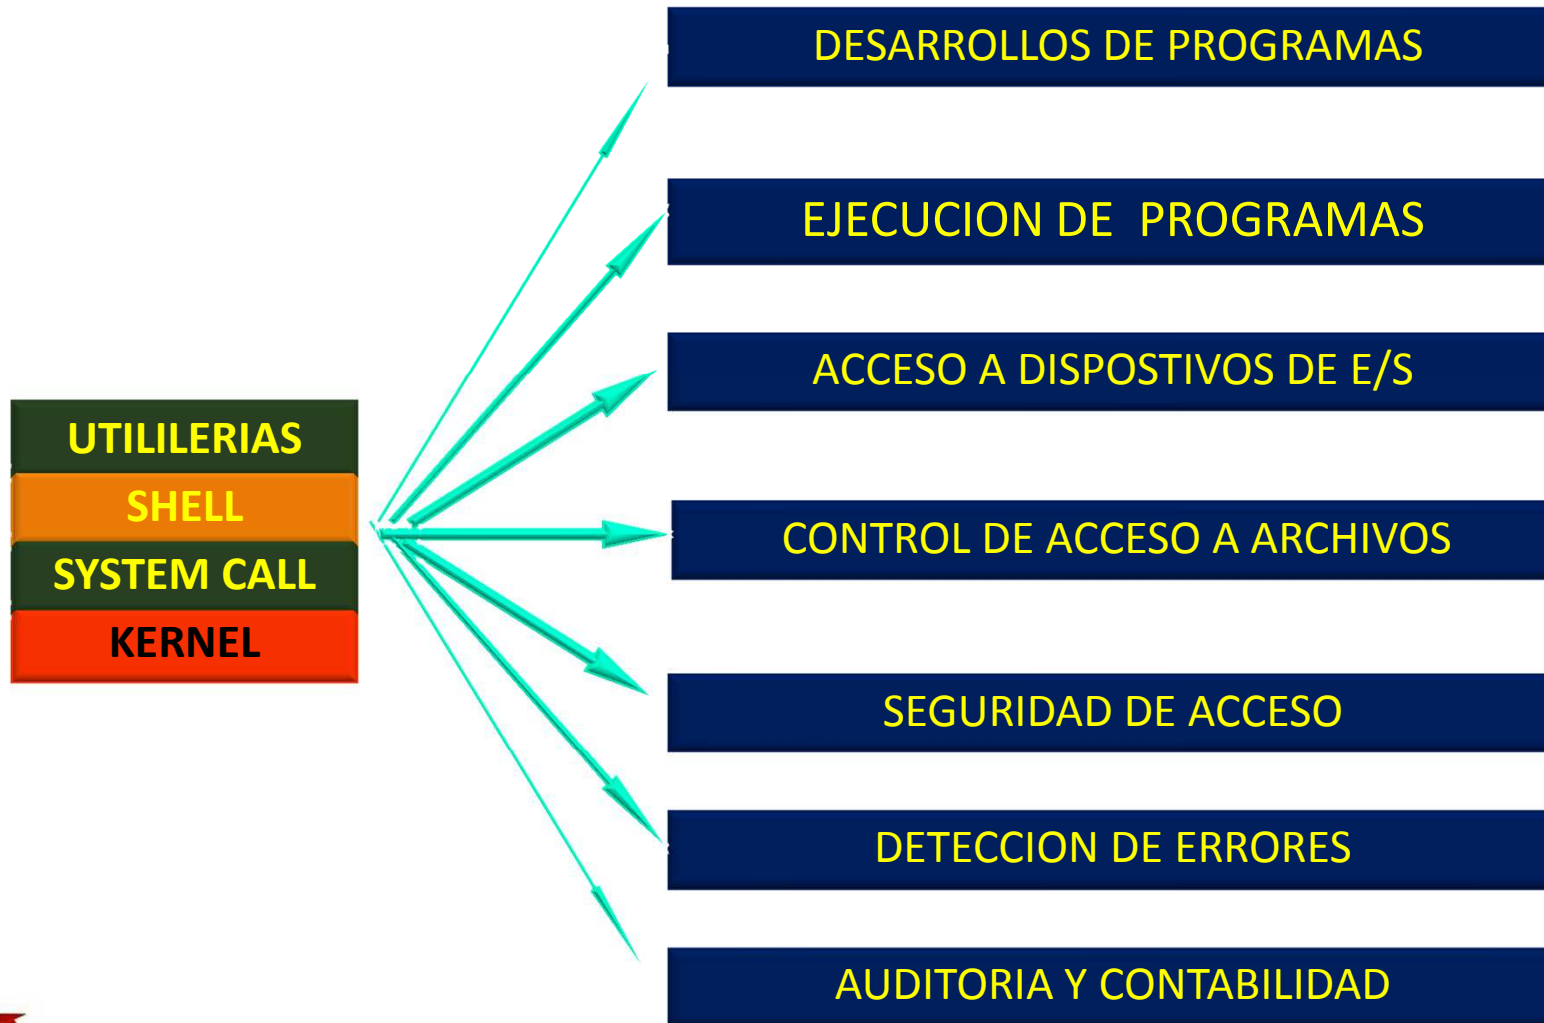 UTILILERIAS
SHELL
SYSTEM CALL
KERNEL
DESARROLLOS DE PROGRAMAS
EJECUCION DE PROGRAMAS
ACCESO A DISPOSTIVOS DE E/S
CONTROL DE ACCESO A ARCHIVOS
SEGURIDAD DE ACCESO
DETECCION DE ERRORES
AUDITORIA Y CONTABILIDAD